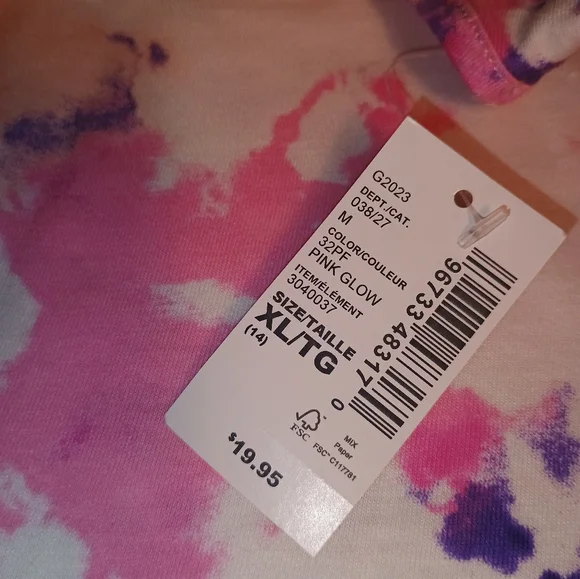 G2023
DEPT./CAT.
038/27
M
COLOR/COULEUR
32PF
PINK GLOW
ITEM/ÉLÉMENT
3040037
SIZE/TAILLE
XL/TG
(14)
96733 48317 0
FSC
MIX
Paper
FSC™ C117781
$19.95